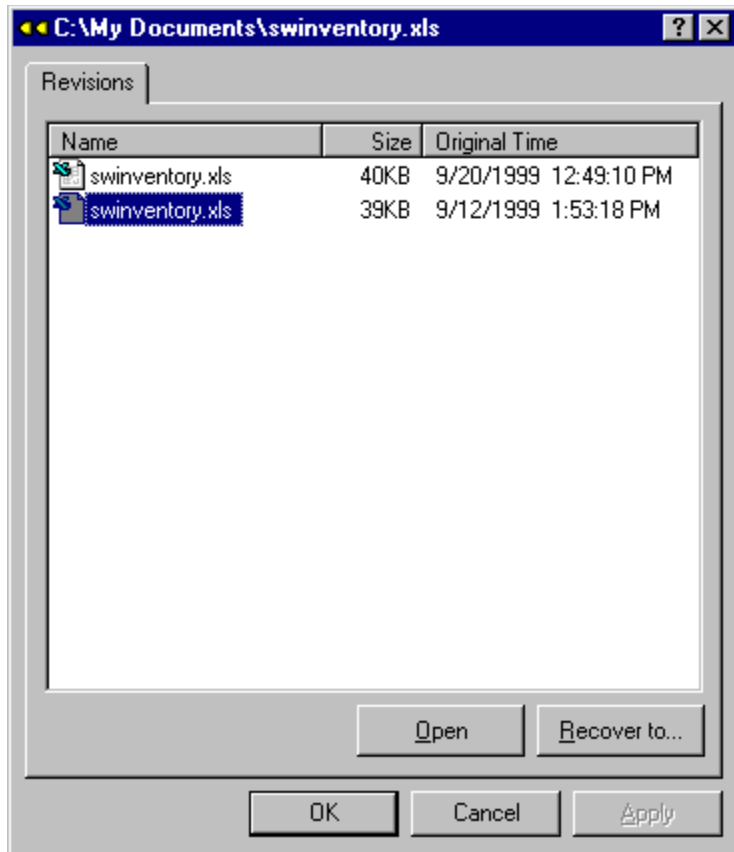 C:\My Documents\swinventory.xls
Revisions
Name Size Original Time
swinventory.xls 40KB 9/20/1999 12:49:10 PM
swinventory.xls 39KB 9/12/1999 1:53:18 PM
Open Recover to...
OK Cancel Apply